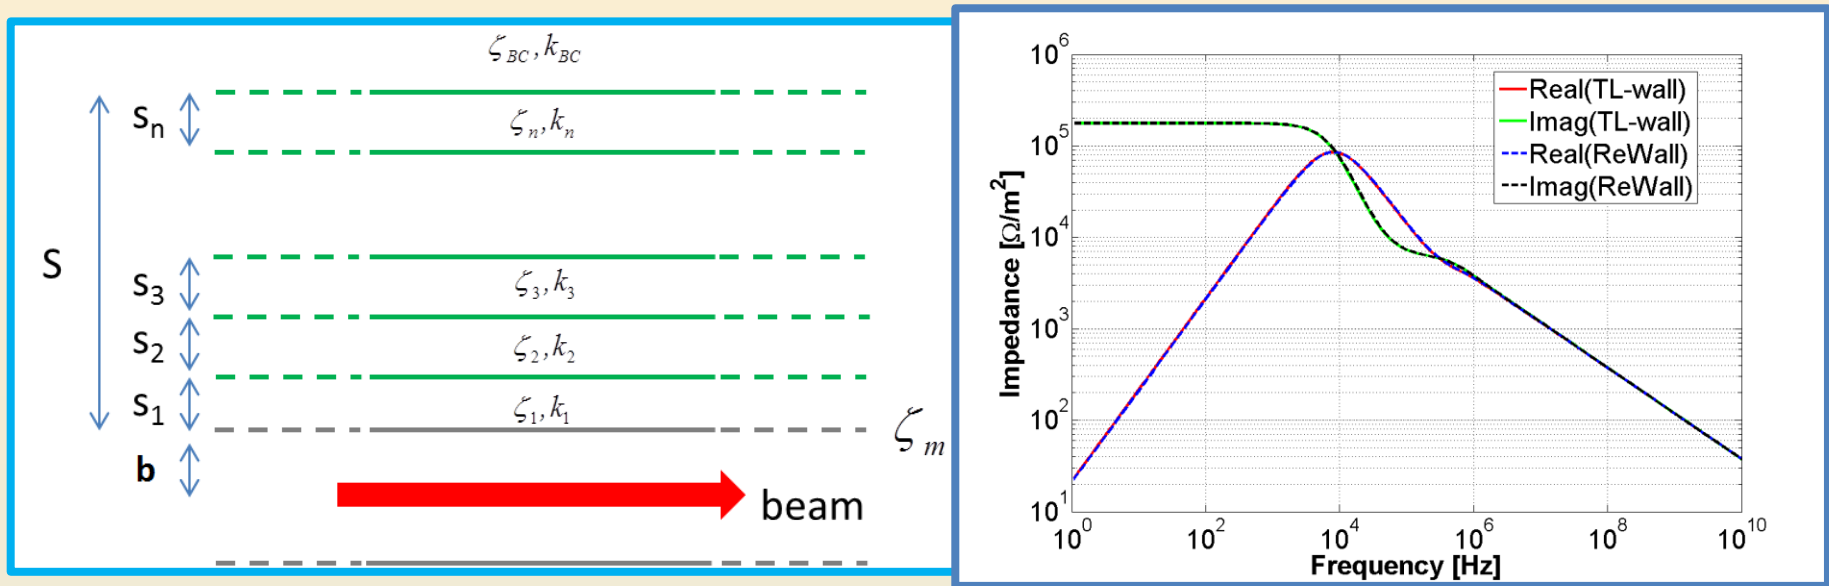 ζ_BC, k_BC
s_n
ζ_n, k_n
S
s_3
ζ_3, k_3
s_2
ζ_2, k_2
s_1
ζ_1, k_1
ζ_m
b
beam
Impedance [Ω/m^2]
10^6
10^5
10^4
10^3
10^2
10^1
Real(TL-wall)
Imag(TL-wall)
Real(ReWall)
Imag(ReWall)
10^0
10^2
10^4
10^6
10^8
10^10
Frequency [Hz]